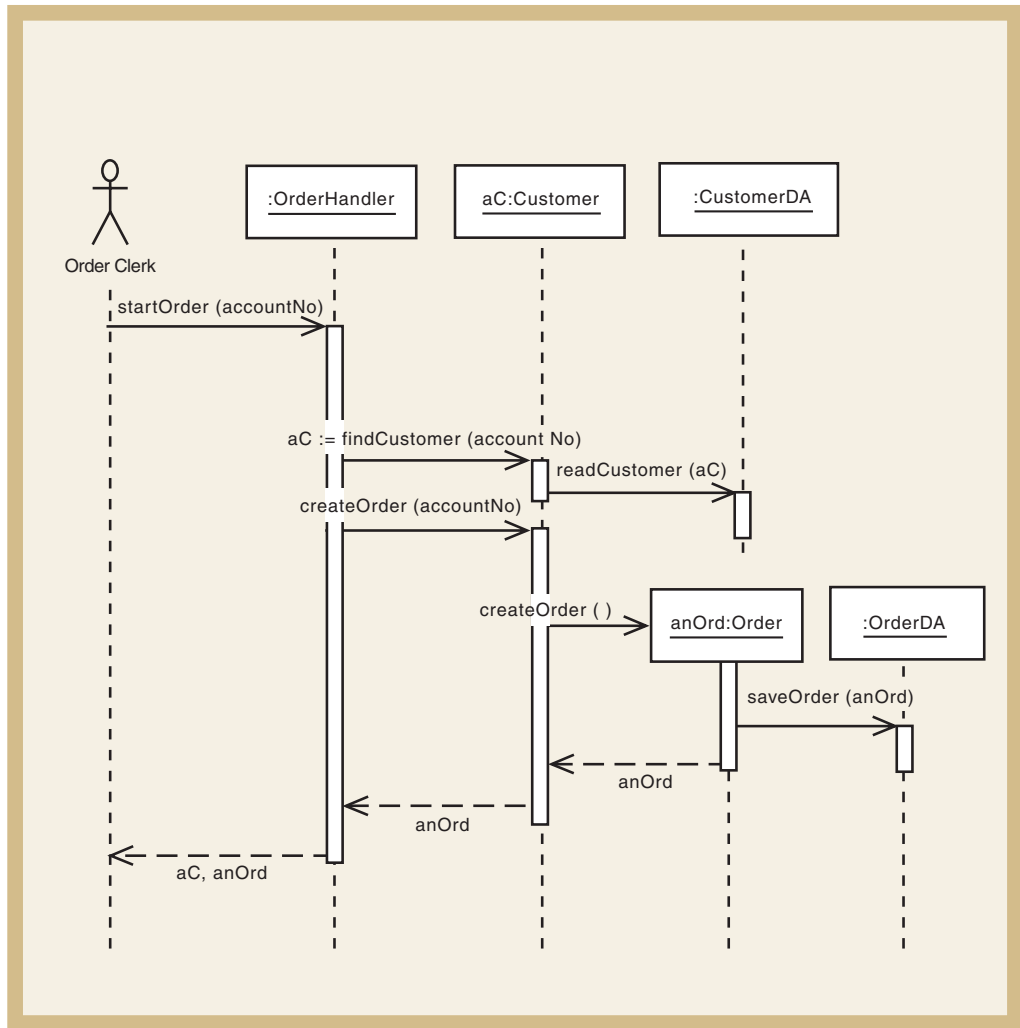 :OrderHandler
aC:Customer
:CustomerDA
Order Clerk
startOrder (accountNo)
aC := findCustomer (account No)
readCustomer (aC)
createOrder (accountNo)
createOrder ( )
anOrd:Order
:OrderDA
saveOrder (anOrd)
anOrd
anOrd
aC, anOrd